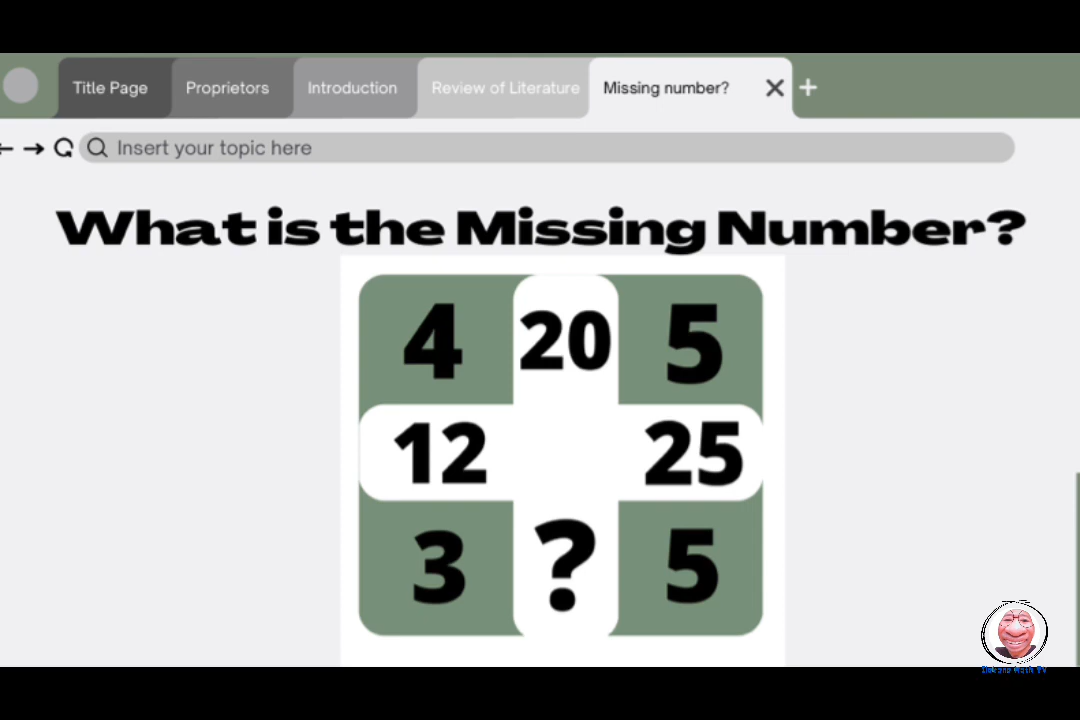 Title Page Proprietors Introduction Review of Literature Missing number?
Insert your topic here
What is the Missing Number?
4 20 5
12 25
3 ? 5